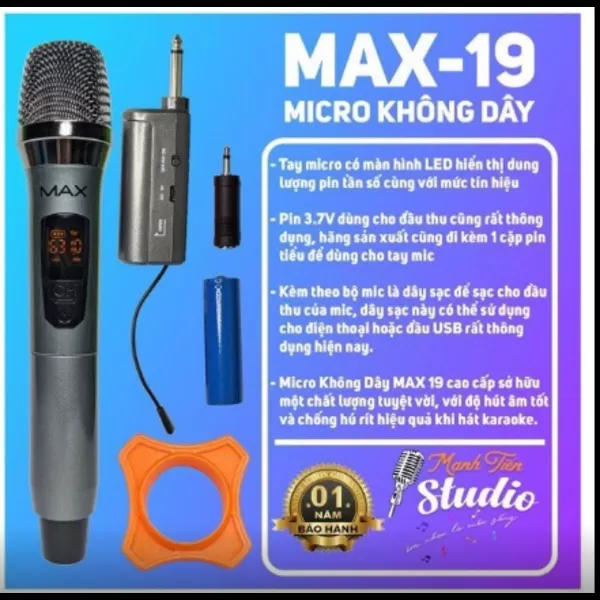 MAX-19
MICRO KHÔNG DÂY
- Tay micro có màn hình LED hiển thị dung
lượng pin tần số cùng với mức tín hiệu
- Pin 3.7V dùng cho đầu thu cũng rất thông
dụng, hãng sản xuất cũng đi kèm 1 cặp pin
tiểu để dùng cho tay mic
- Kèm theo bộ mic là dây sạc để sạc cho đầu
thu của mic, dây sạc này có thể sử dụng
cho điện thoại hoặc đầu USB rất thông
dụng hiện nay.
- Micro Không Dây MAX 19 cao cấp sở hữu
một chất lượng tuyệt vời, với độ hút âm tốt
và chống hú rít hiệu quả khi hát karaoke.
MAX
01
NĂM
BẢO HÀNH
Mạnh Tiến
Studio